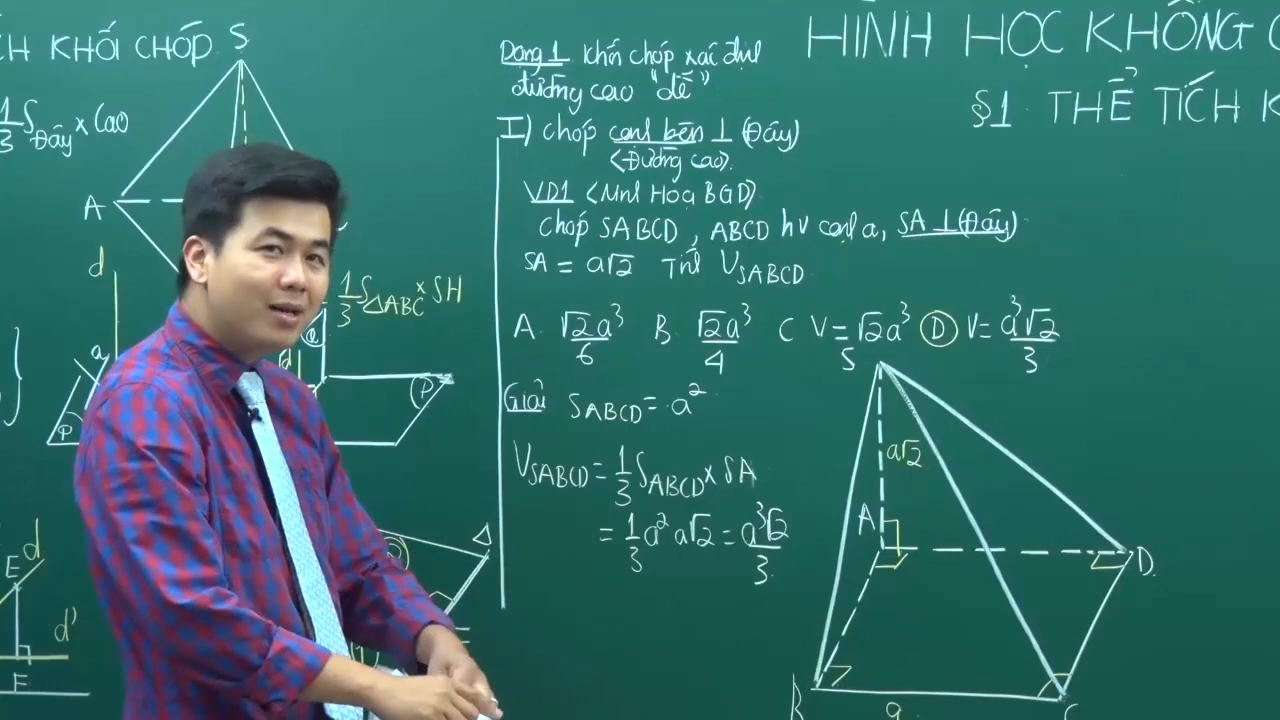 ÍCH KHỐI CHÓP
1/3 S Đáy × Cao
S
A
d
a
P
1/3 S ΔABC × SH
Q
d
P
E
d
d'
F
Δ
Dạng 1 Khối chóp xác định
đường cao "dễ"
I) Chóp cạnh bên ⊥ (Đáy)
(Đường cao).
VD1 (Minh Họa BGD)
Chóp SABCD, ABCD hv cạnh a, SA ⊥ (Đáy)
SA = a√2 Tính V SABCD
A. √2a³/6 B. √2a³/4 C V = √2a³ D V = a³√2/3
Giải S ABCD = a²
V SABCD = 1/3 S ABCD × SA
= 1/3 a² a√2 = a³√2/3.
HÌNH HỌC KHÔNG G
§1. THỂ TÍCH K
S
a√2
A
D
B
a
C